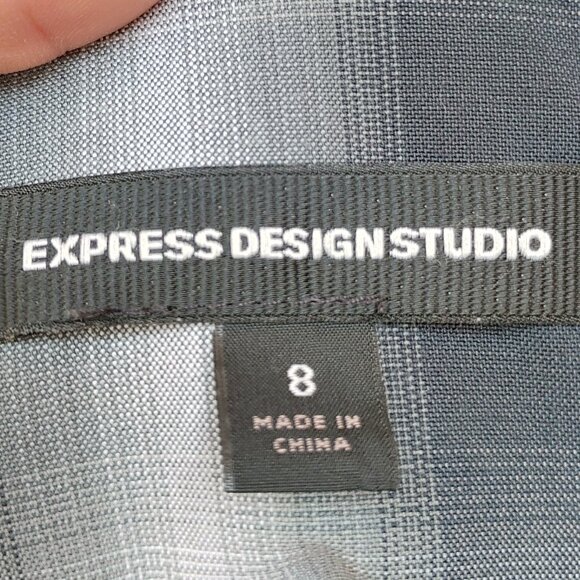 EXPRESS DESIGN STUDIO
8
MADE IN
CHINA